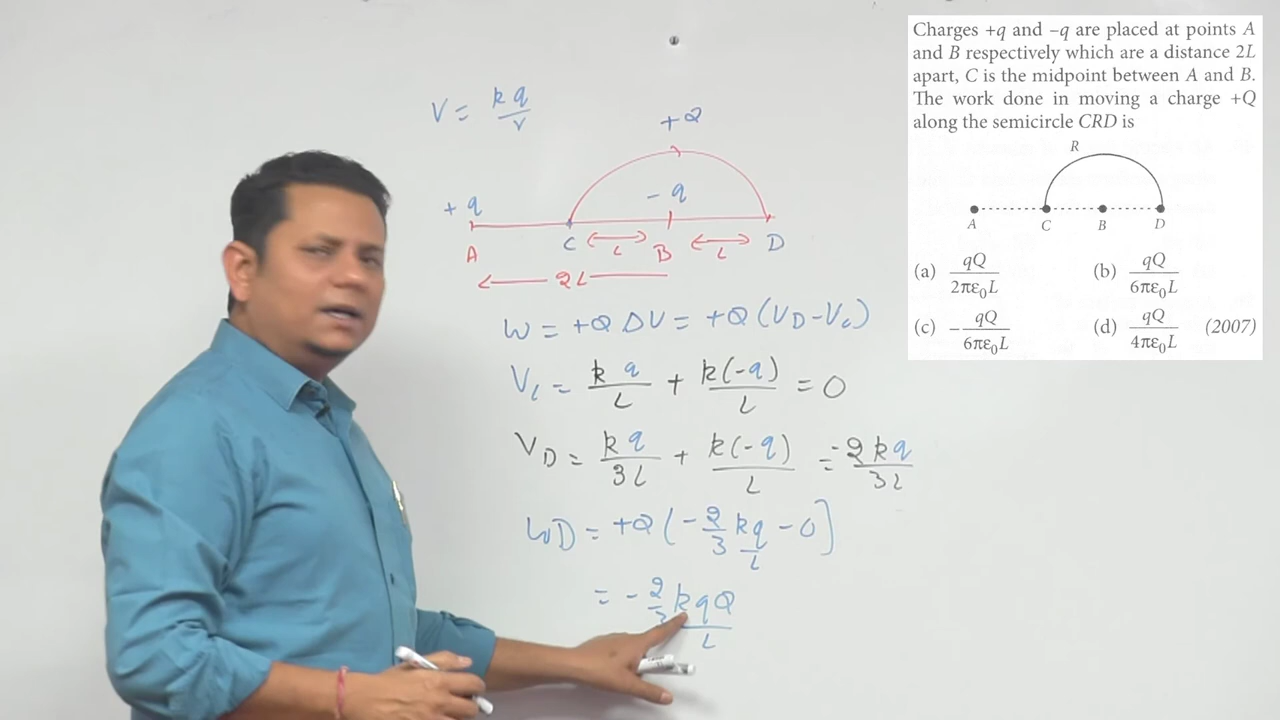 Charges +q and –q are placed at points A
and B respectively which are a distance 2L
apart, C is the midpoint between A and B.
The work done in moving a charge +Q
along the semicircle CRD is
R
A C B D
(a) qQ/2πε₀L (b) qQ/6πε₀L
(c) –qQ/6πε₀L (d) qQ/4πε₀L (2007)
V = kq/r
+Q
+q -q
A C L B L D
2L
W = +Q ΔV = +Q (V_D - V_C)
V_C = kq/L + k(-q)/L = 0
V_D = kq/3L + k(-q)/L = -2kq/3L
WD = +Q (-2/3 kq/L - 0)
= -2/3 kqQ/L